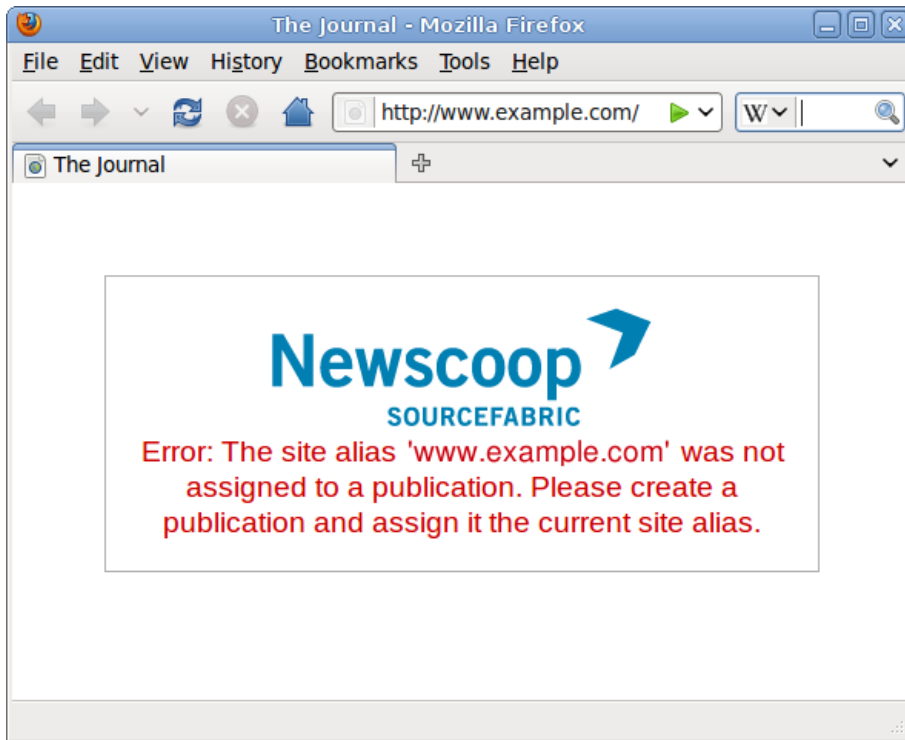 The Journal - Mozilla Firefox
File Edit View History Bookmarks Tools Help
http://www.example.com/ W
The Journal
Newscoop
SOURCEFABRIC
Error: The site alias 'www.example.com' was not
assigned to a publication. Please create a
publication and assign it the current site alias.